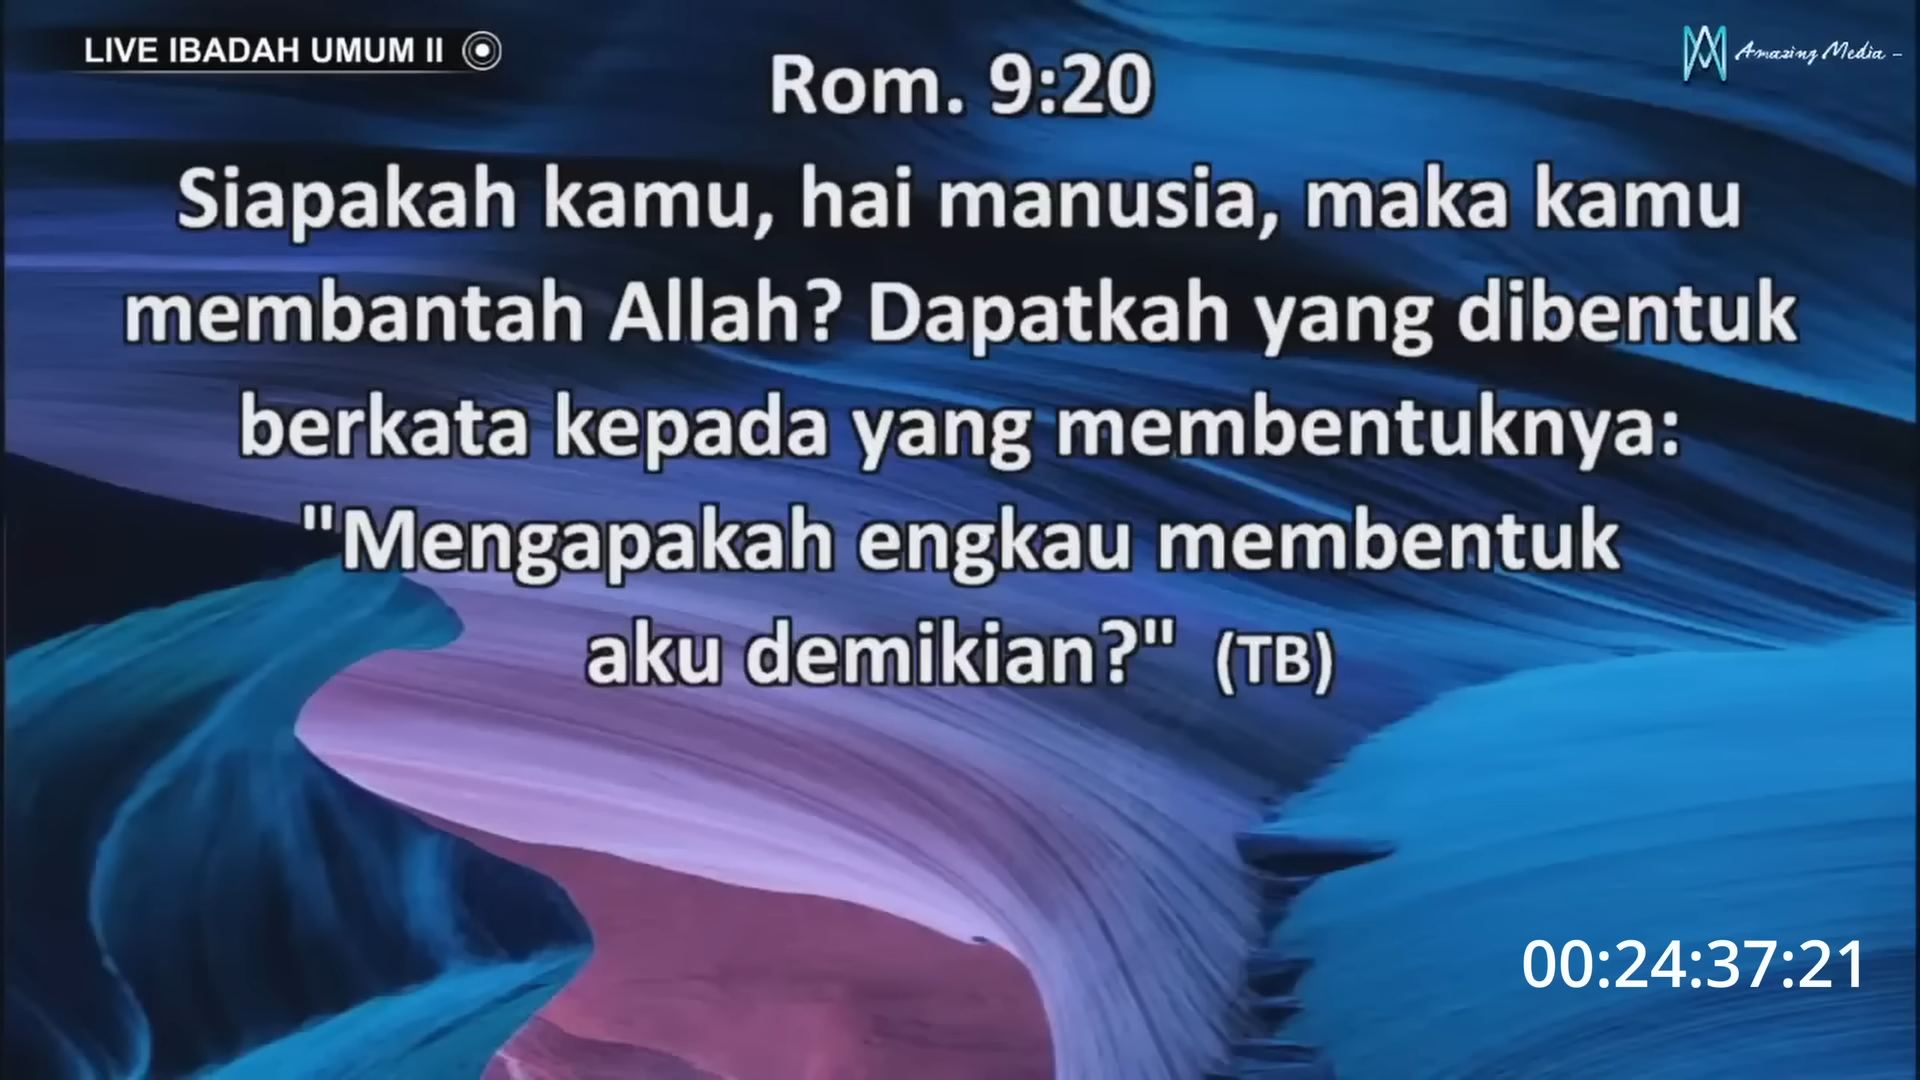 LIVE IBADAH UMUM II
Amazing Media -
Rom. 9:20
Siapakah kamu, hai manusia, maka kamu
membantah Allah? Dapatkah yang dibentuk
berkata kepada yang membentuknya:
"Mengapakah engkau membentuk
aku demikian?" (TB)
00:24:37:21